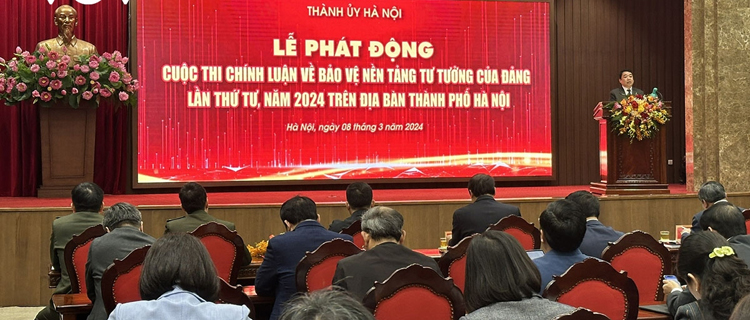 THÀNH ỦY HÀ NỘI
LỄ PHÁT ĐỘNG
CUỘC THI CHÍNH LUẬN VỀ BẢO VỆ NỀN TẢNG TƯ TƯỞNG CỦA ĐẢNG
LẦN THỨ TƯ, NĂM 2024 TRÊN ĐỊA BÀN THÀNH PHỐ HÀ NỘI
Hà Nội, ngày 08 tháng 3 năm 2024